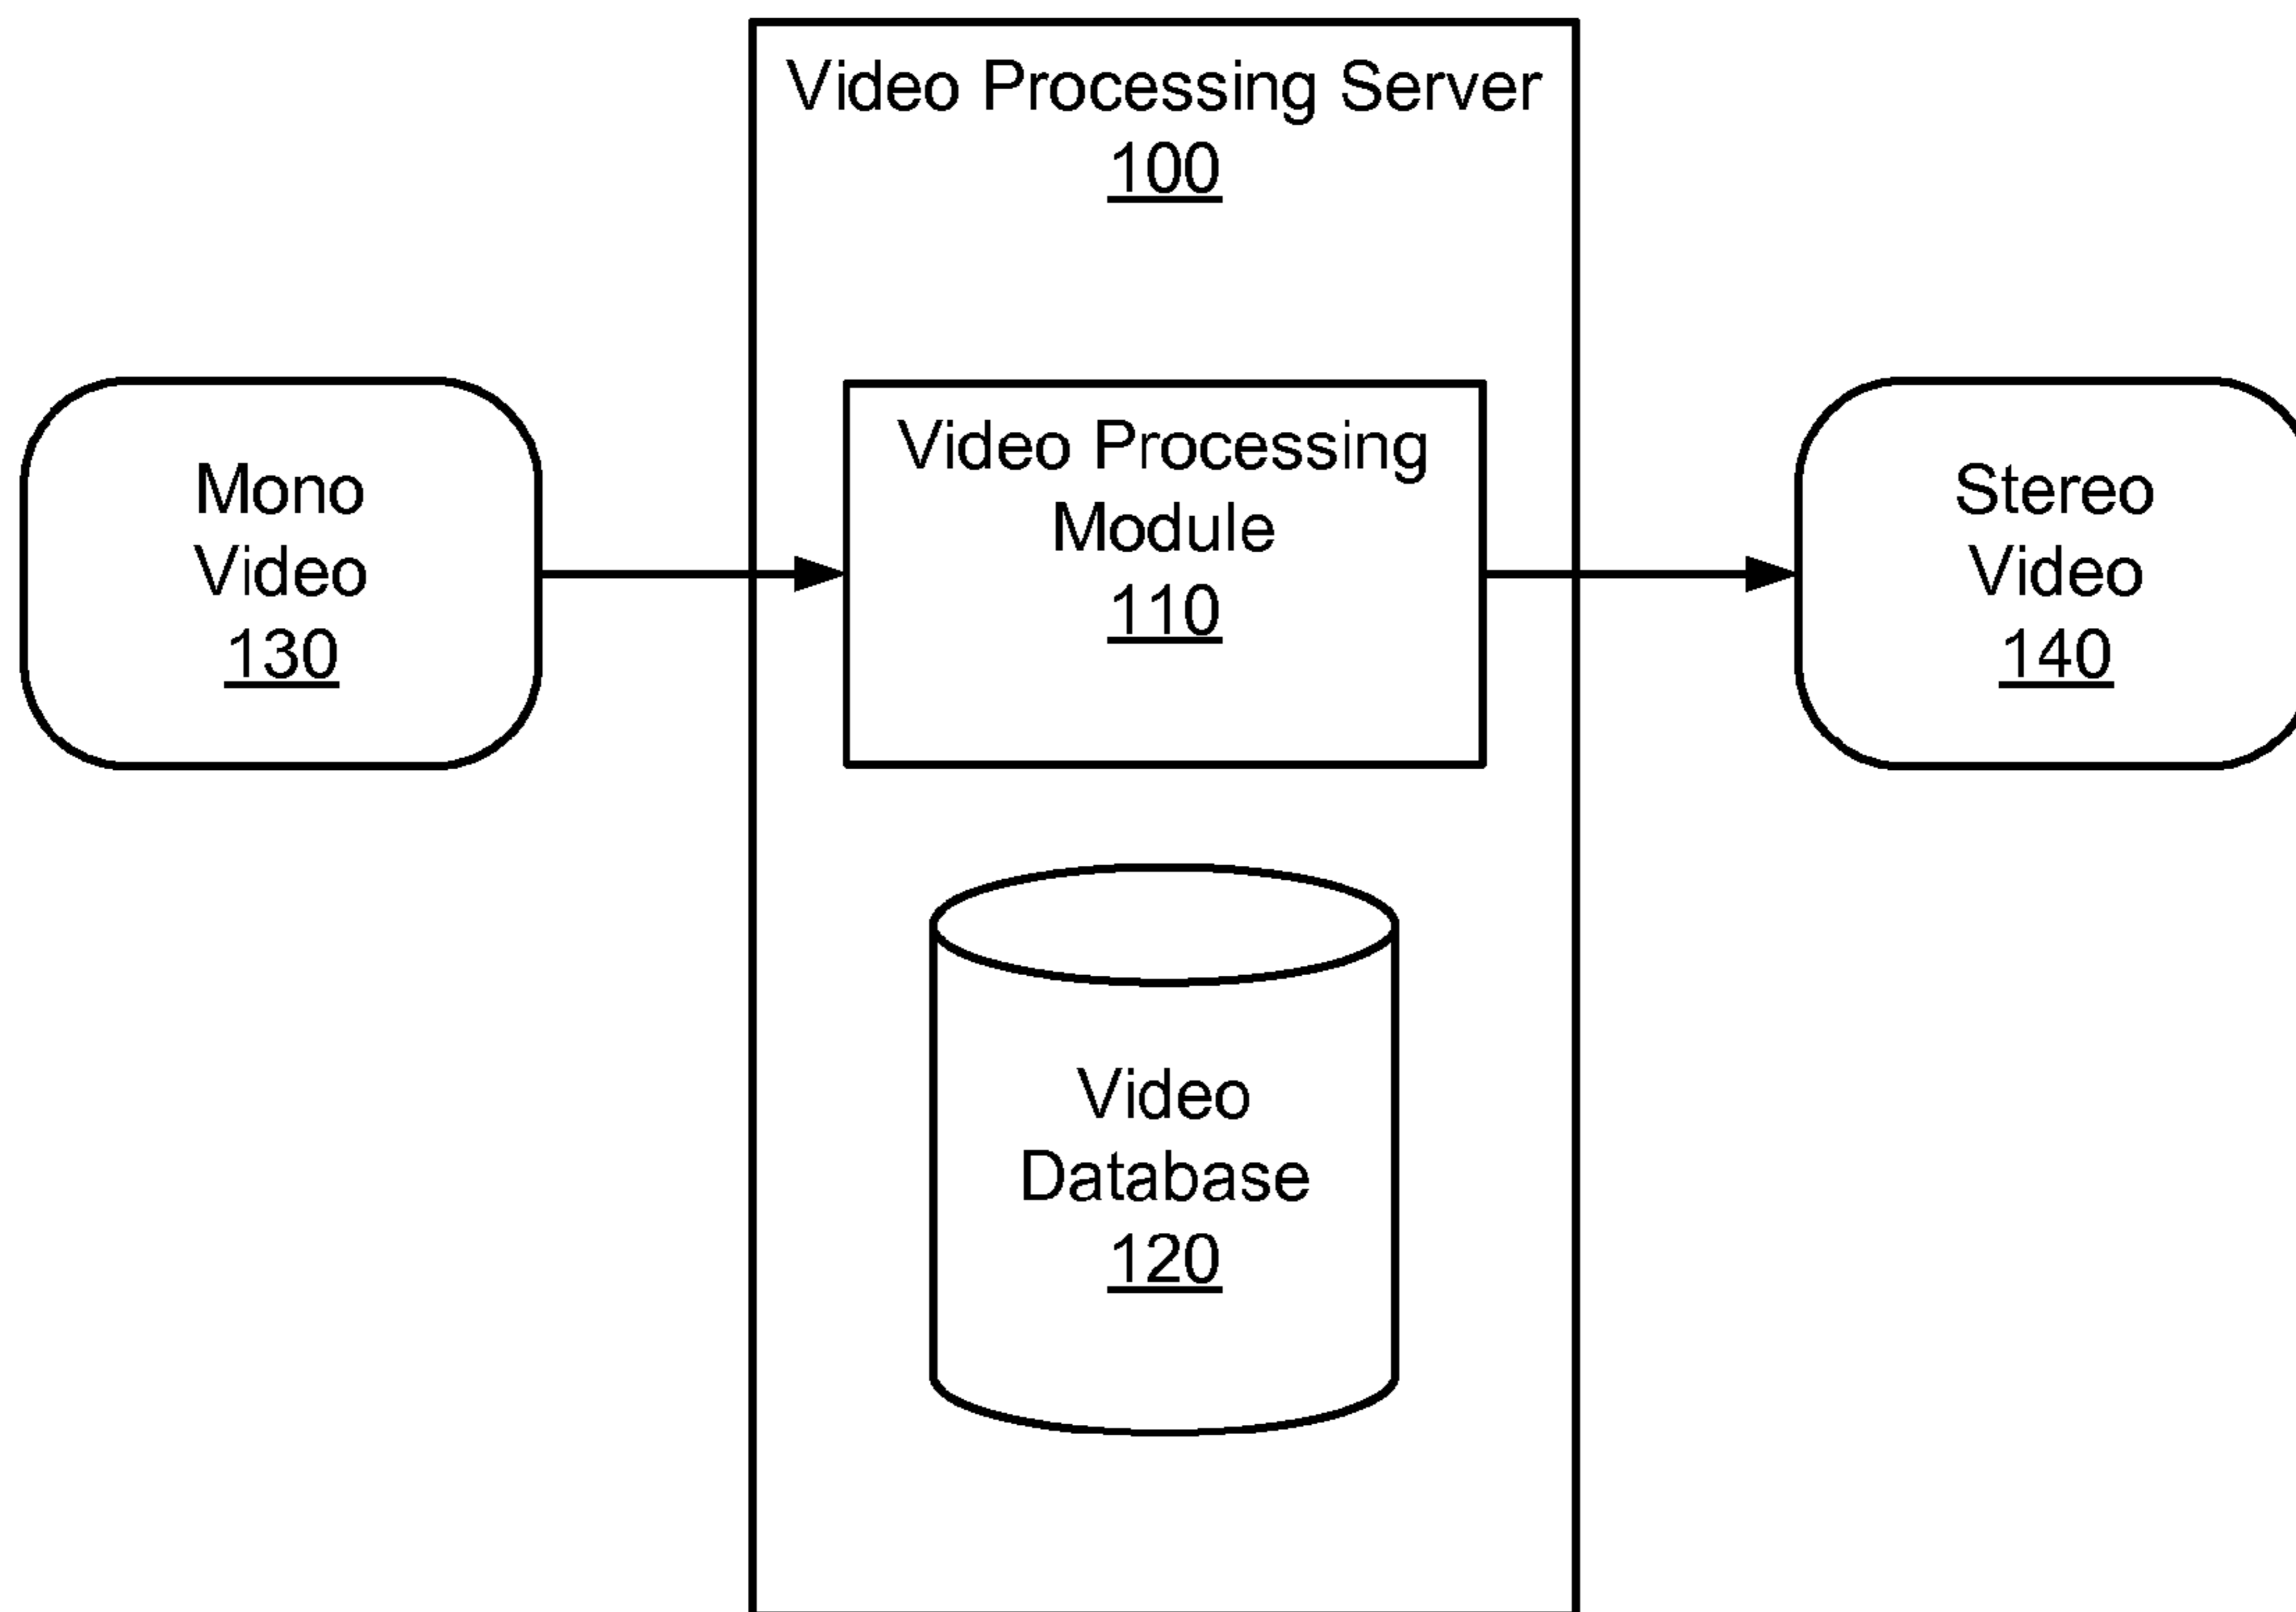 Video Processing Server
100
Mono
Video
130
Video Processing
Module
110
Stereo
Video
140
Video
Database
120